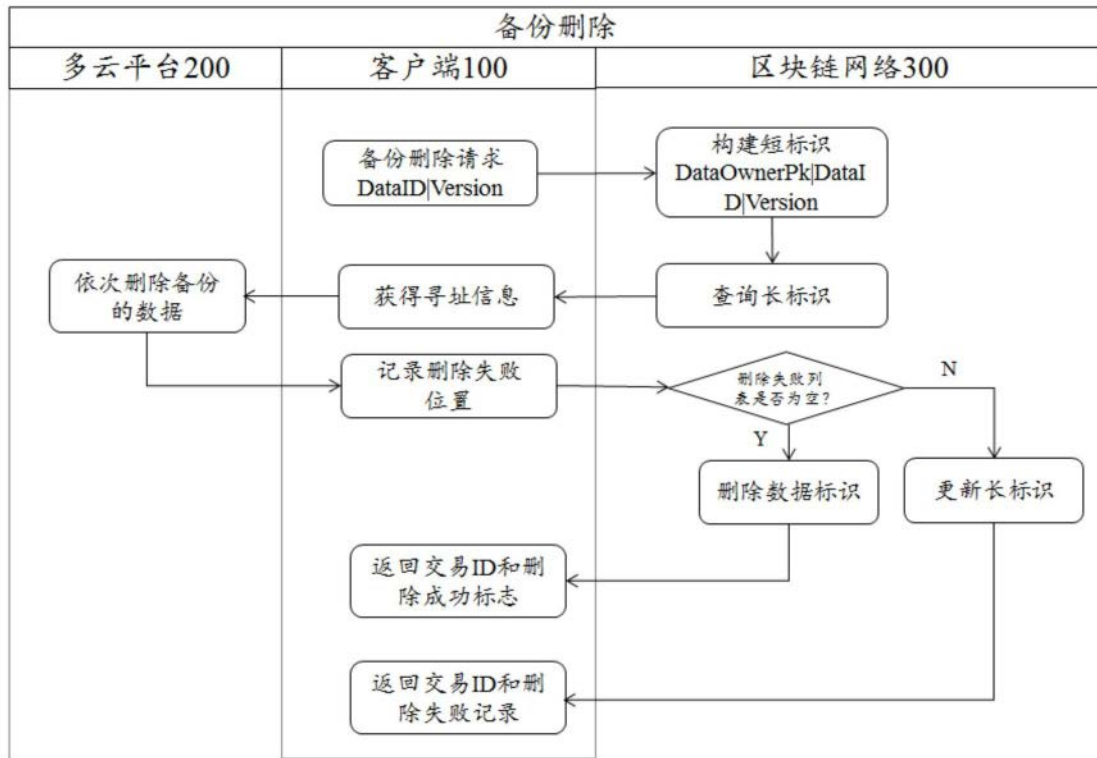 备份删除
多云平台200
客户端100
区块链网络300
备份删除请求
DataID|Version
构建短标识
DataOwnerPk|DataI
D|Version
依次删除备份
的数据
获得寻址信息
查询长标识
记录删除失败
位置
删除失败列
表是否为空?
N
Y
删除数据标识
更新长标识
返回交易ID和删
除成功标志
返回交易ID和删
除失败记录